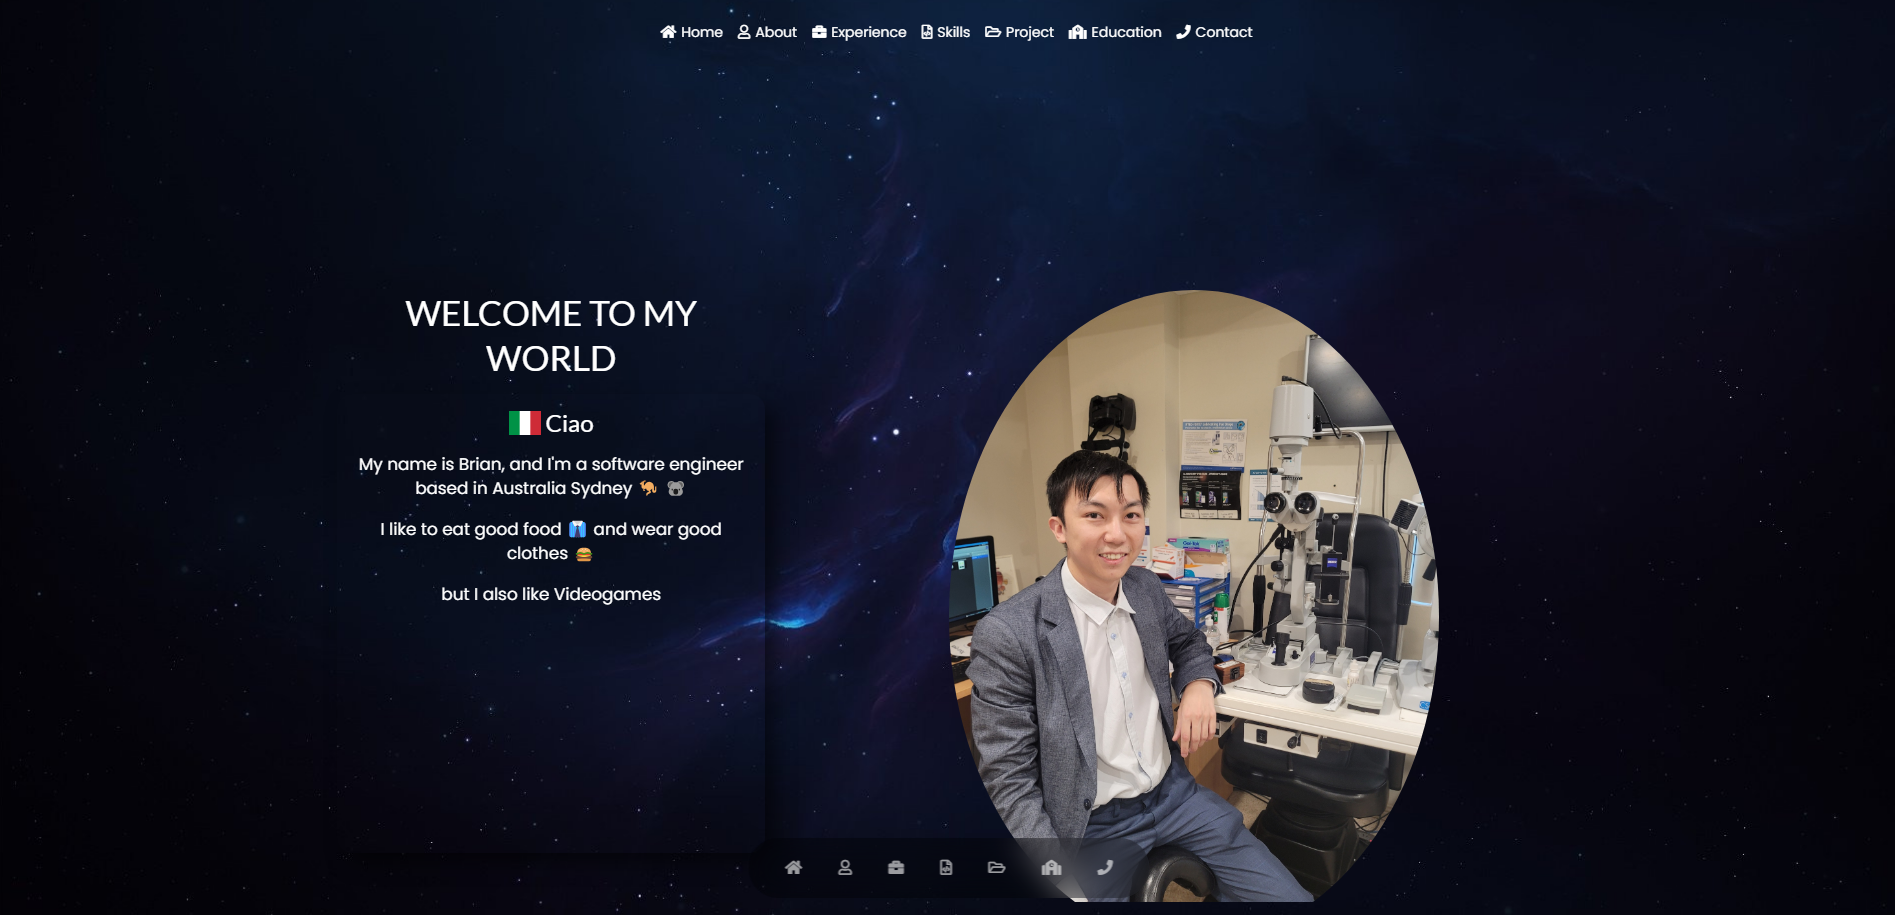 Home About Experience Skills Project Education Contact
WELCOME TO MY
WORLD
Ciao
My name is Brian, and I'm a software engineer
based in Australia Sydney 🦘 🐨
I like to eat good food 👔 and wear good
clothes 🍔
but I also like Videogames